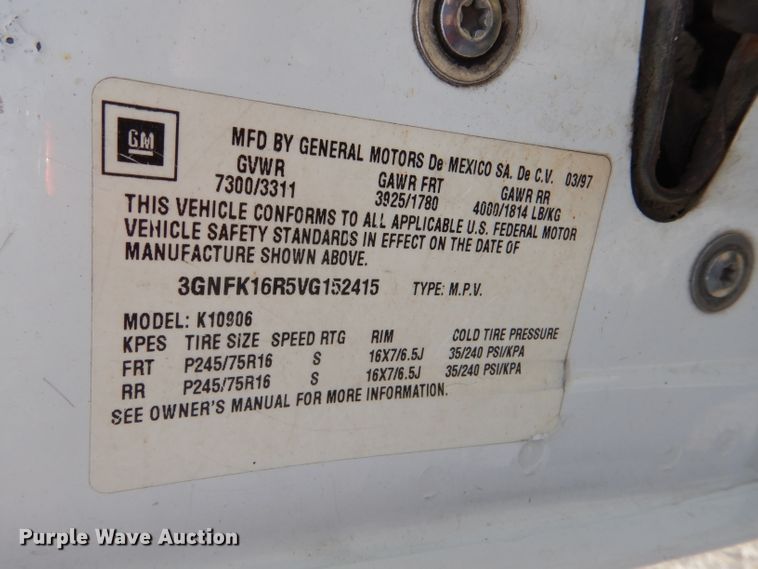 GM
MFD BY GENERAL MOTORS De MEXICO SA. De C.V. 03/97
GVWR GAWR FRT GAWR RR
7300/3311 3925/1780 4000/1814 LB/KG
THIS VEHICLE CONFORMS TO ALL APPLICABLE U.S. FEDERAL MOTOR
VEHICLE SAFETY STANDARDS IN EFFECT ON THE DATE OF
MANUFACTURE SHOWN ABOVE.
3GNFK16R5VG152415 TYPE: M.P.V.
MODEL: K10906
KPES TIRE SIZE SPEED RTG RIM COLD TIRE PRESSURE
FRT P245/75R16 S 16X7/6.5J 35/240 PSI/KPA
RR P245/75R16 S 16X7/6.5J 35/240 PSI/KPA
SEE OWNER'S MANUAL FOR MORE INFORMATION.
Purple Wave Auction